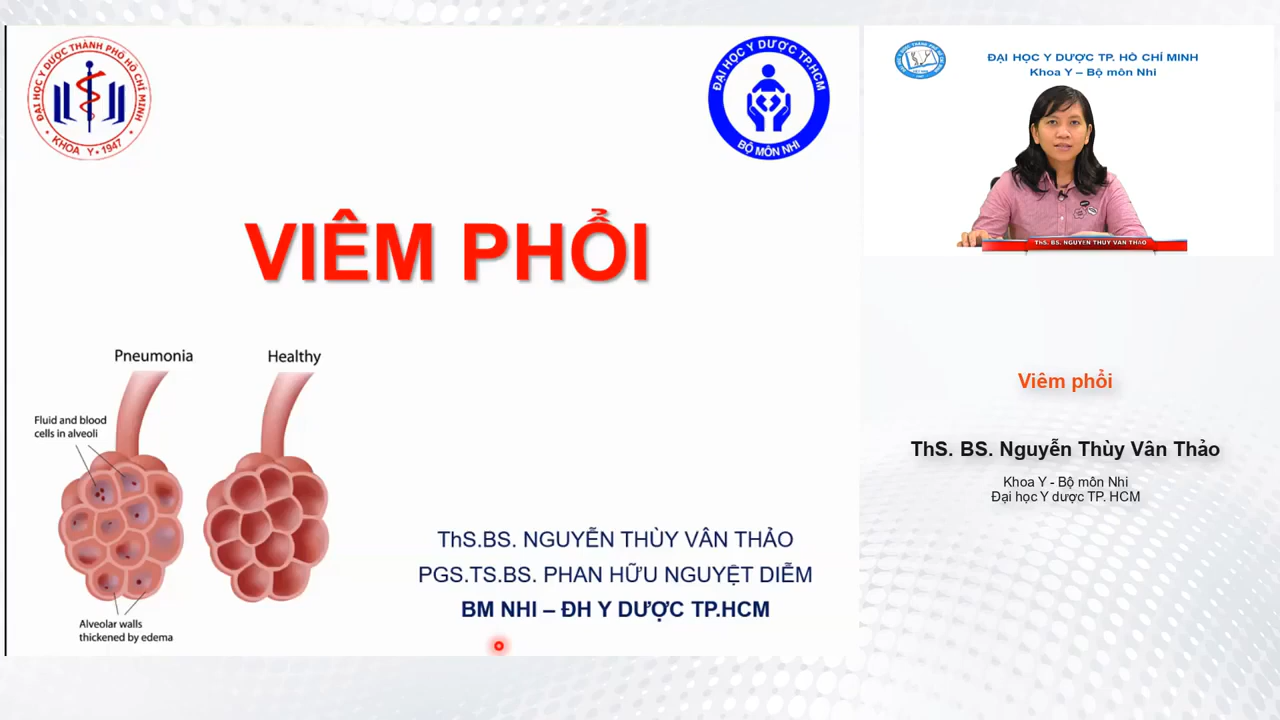 ĐẠI HỌC Y DƯỢC THÀNH PHỐ HỒ CHÍ MINH
KHOA Y • 1947
ĐẠI HỌC Y DƯỢC TP.HCM
BỘ MÔN NHI
VIÊM PHỔI
Pneumonia
Healthy
Fluid and blood
cells in alveoli
Alveolar walls
thickened by edema
ThS.BS. NGUYỄN THÙY VÂN THẢO
PGS.TS.BS. PHAN HỮU NGUYỆT DIỄM
BM NHI – ĐH Y DƯỢC TP.HCM
ĐẠI HỌC Y DƯỢC TP. HỒ CHÍ MINH
Khoa Y – Bộ môn Nhi
ThS. BS. NGUYỄN THÙY VÂN THẢO
Viêm phổi
ThS. BS. Nguyễn Thùy Vân Thảo
Khoa Y - Bộ môn Nhi
Đại học Y dược TP. HCM